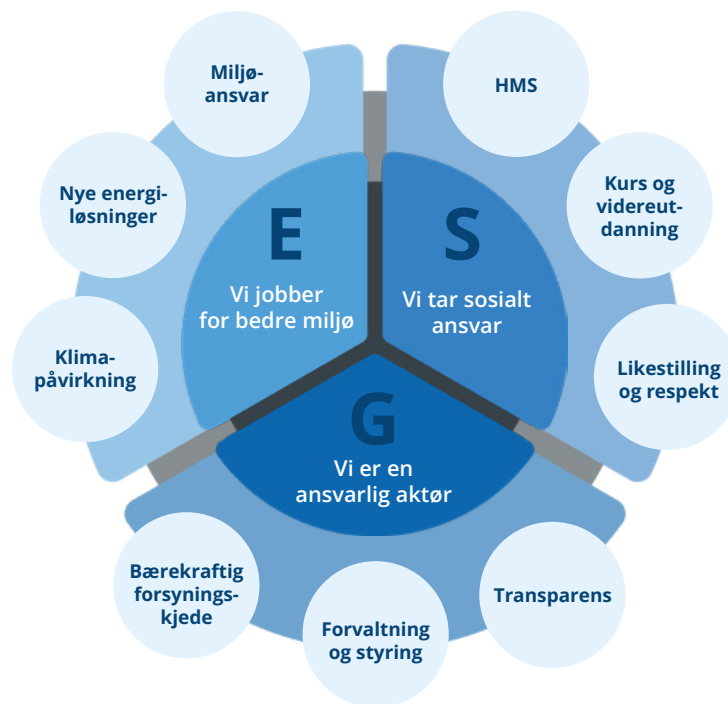 Miljø-
ansvar
Nye energi-
løsninger
Klima-
påvirkning
E
Vi jobber
for bedre miljø
HMS
Kurs og
videreut-
danning
Likestilling
og respekt
S
Vi tar sosialt
ansvar
G
Vi er en
ansvarlig aktør
Bærekraftig
forsynings-
kjede
Forvaltning
og styring
Transparens